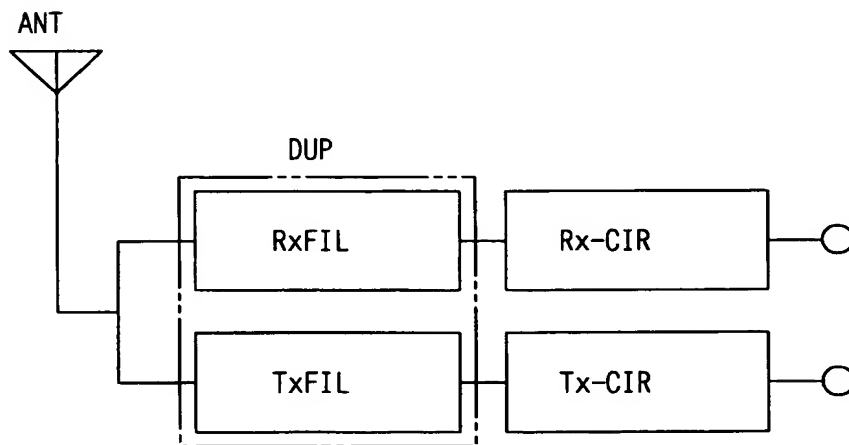 ANT
DUP
RxFIL
Rx-CIR
TxFIL
Tx-CIR